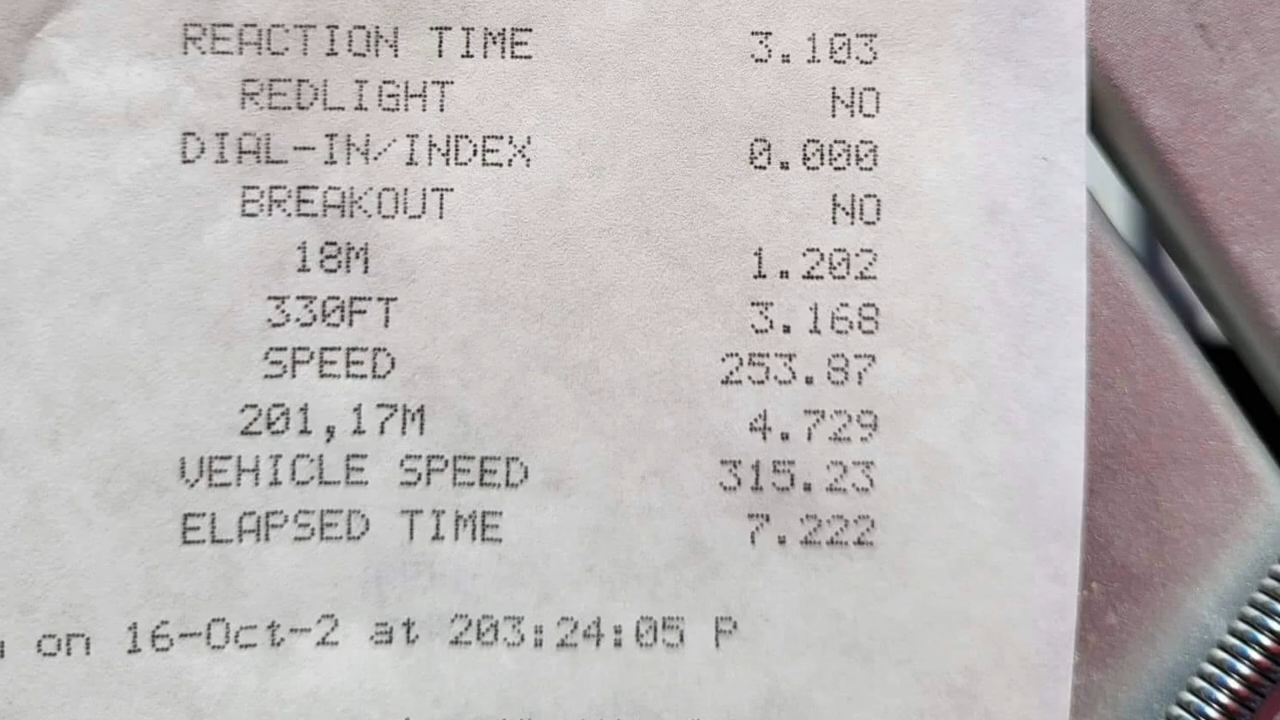 REACTION TIME 3.103
REDLIGHT NO
DIAL-IN/INDEX 0.000
BREAKOUT NO
18M 1.202
330FT 3.168
SPEED 253.87
201,17M 4.729
VEHICLE SPEED 315.23
ELAPSED TIME 7.222
on 16-Oct-2 at 203:24:05 P